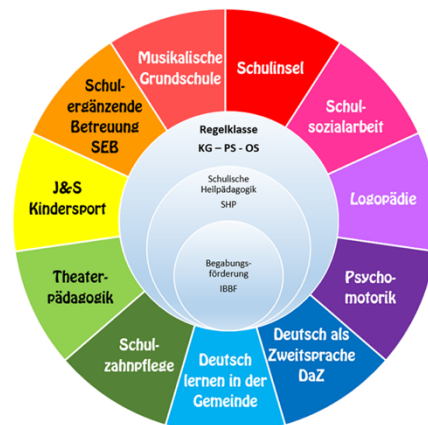 Musikalische
Grundschule
Schulinsel
Schul-
sozialarbeit
Logopädie
Psycho-
motorik
Deutsch als
Zweitsprache
DaZ
Deutsch
lernen in der
Gemeinde
Schul-
zahnpflege
Theater-
pädagogik
J&S
Kindersport
Schul-
ergänzende
Betreuung
SEB
Regelklasse
KG – PS - OS
Schulische
Heilpädagogik
SHP
Begabungs-
förderung
IBBF